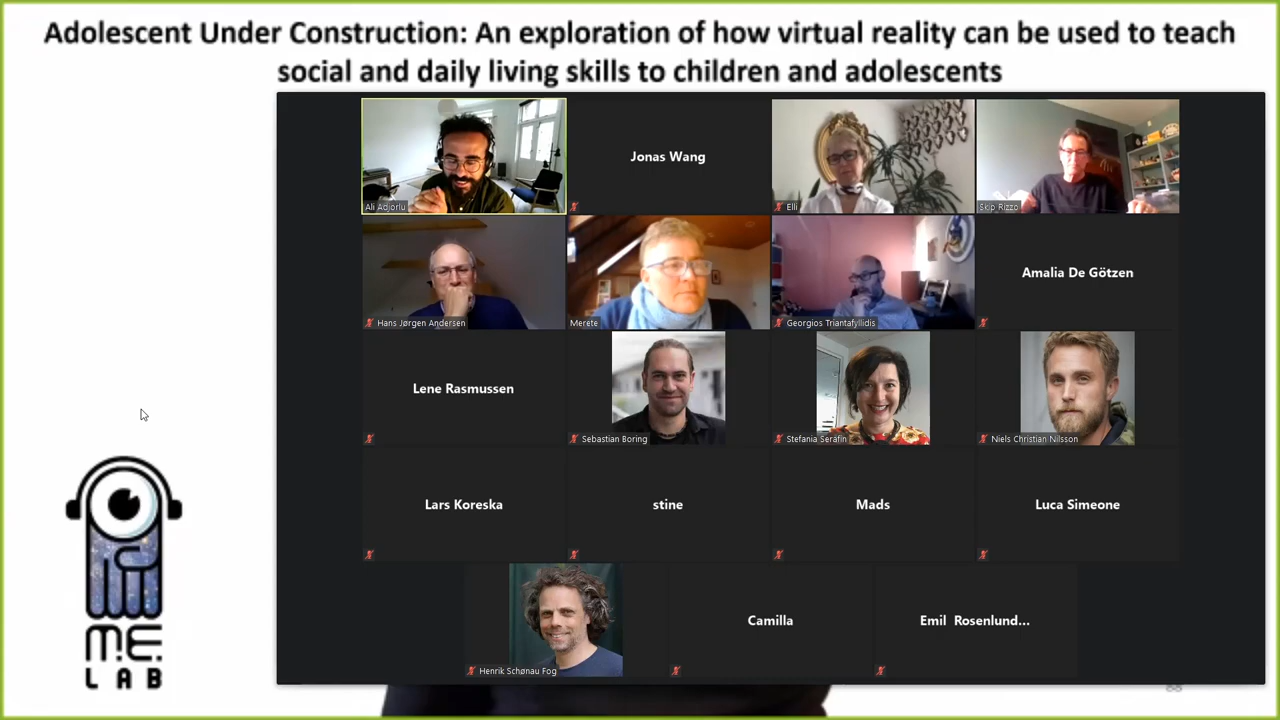 Adolescent Under Construction: An exploration of how virtual reality can be used to teach
social and daily living skills to children and adolescents
Ali Adjorlu
Jonas Wang
Elli
Skip Rizzo
Hans Jørgen Andersen
Merete
Georgios Triantafyllidis
Amalia De Götzen
Lene Rasmussen
Sebastian Boring
Stefania Serafin
Niels Christian Nilsson
Lars Koreska
stine
Mads
Luca Simeone
Henrik Schønau Fog
Camilla
Emil Rosenlund...
M.E.
LAB